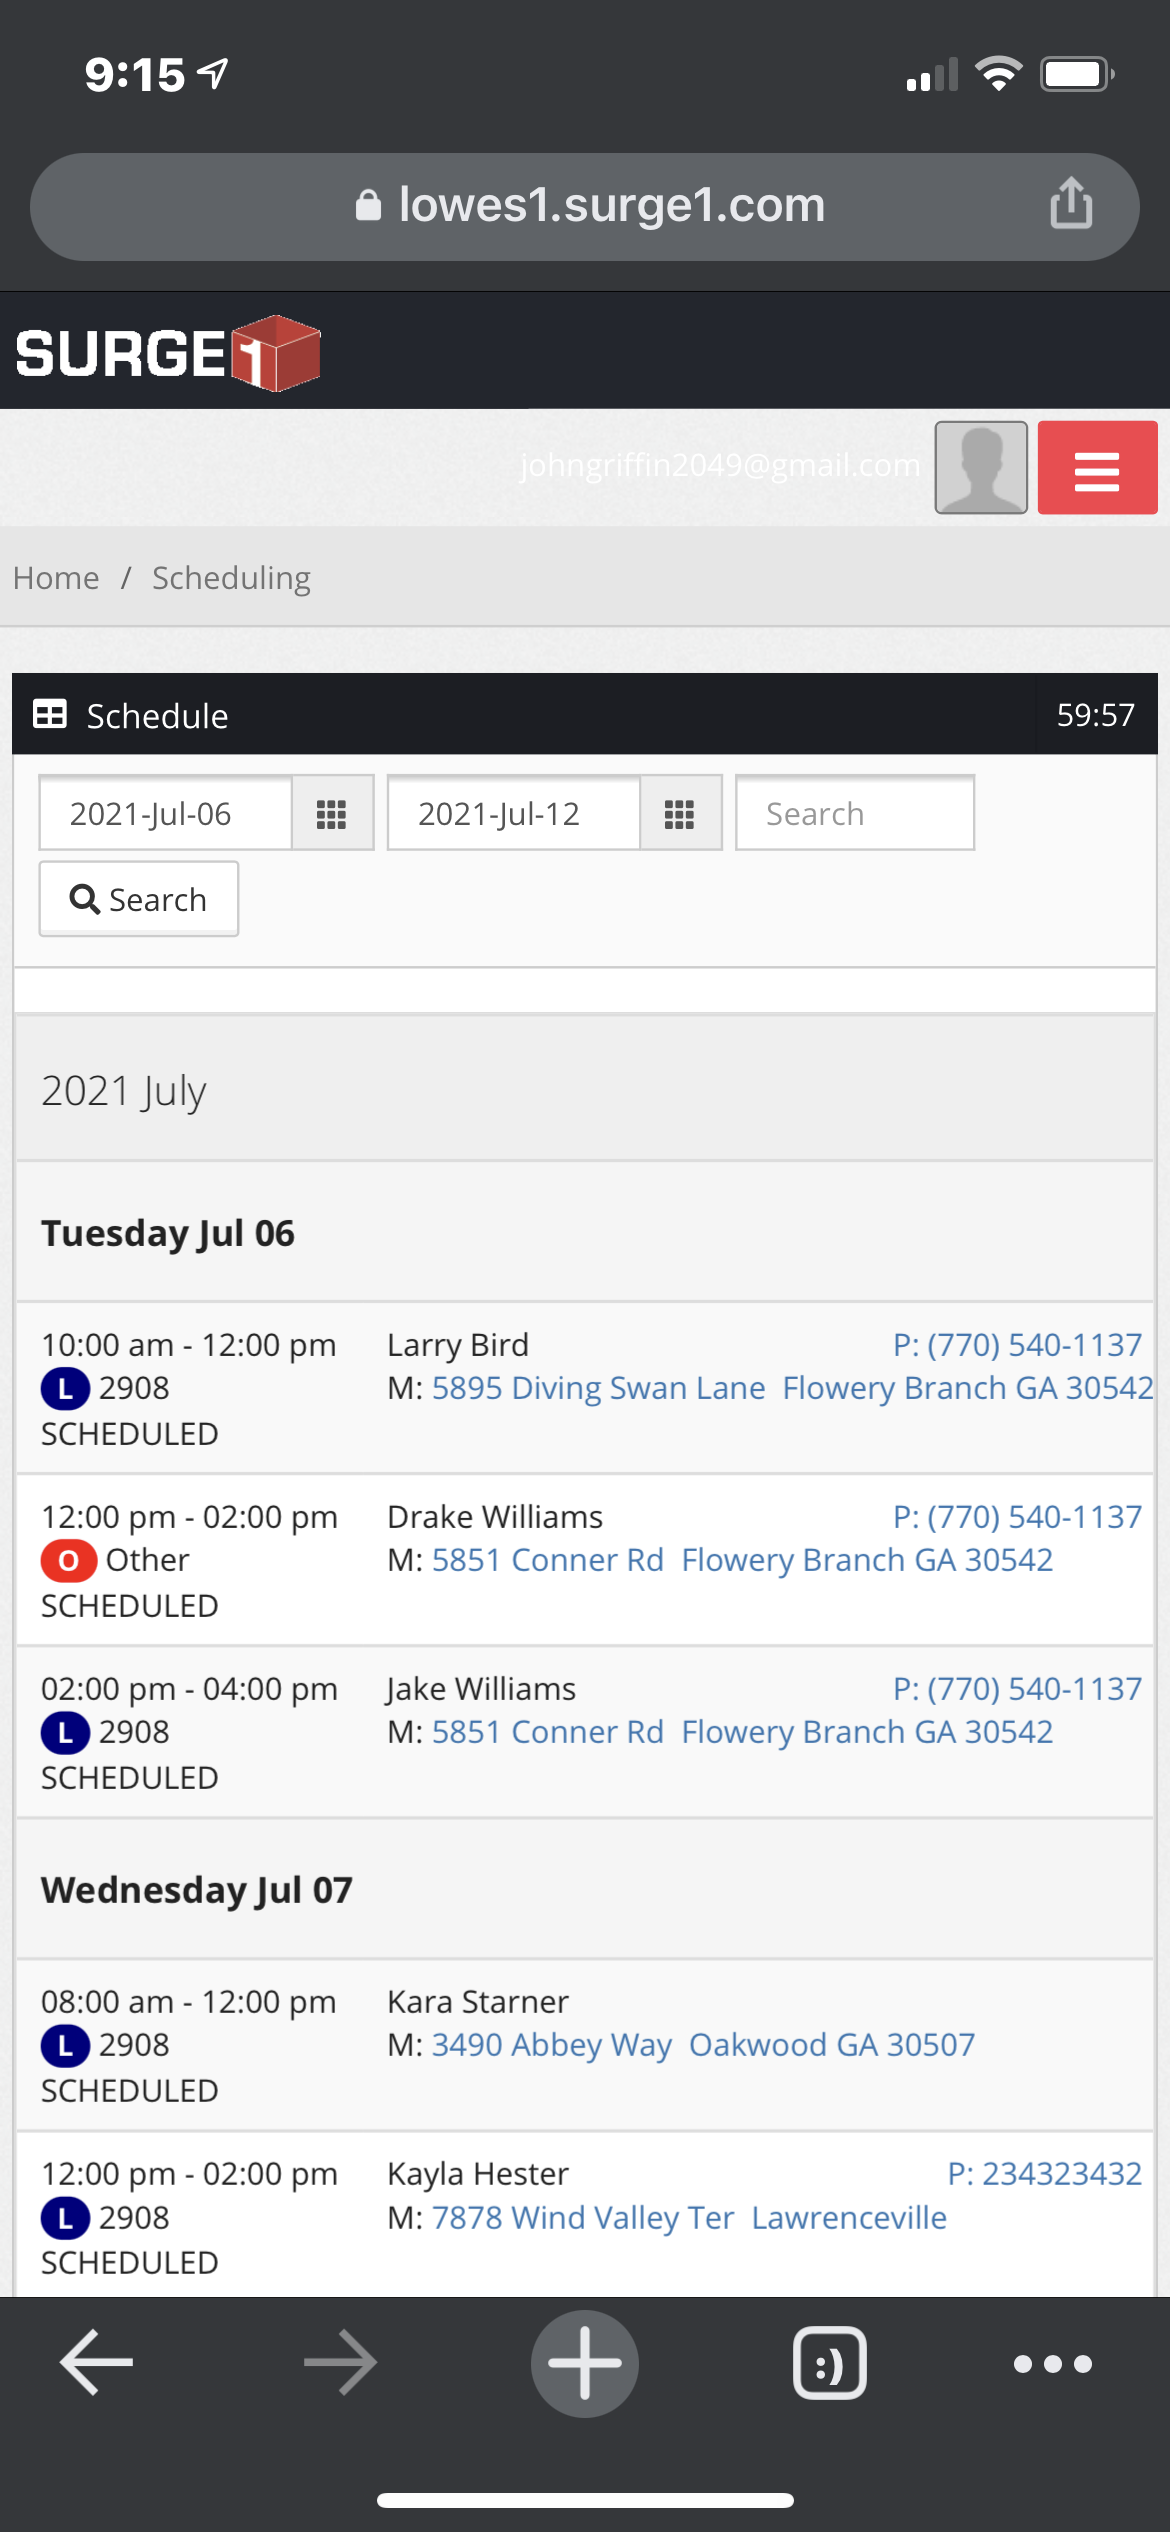 9:15
lowes1.surge1.com
SURGE 1
johngriffin2049@gmail.com
Home / Scheduling
Schedule 59:57
2021-Jul-06 2021-Jul-12 Search
Search
2021 July
Tuesday Jul 06
10:00 am - 12:00 pm Larry Bird P: (770) 540-1137
L 2908 M: 5895 Diving Swan Lane Flowery Branch GA 30542
SCHEDULED
12:00 pm - 02:00 pm Drake Williams P: (770) 540-1137
O Other M: 5851 Conner Rd Flowery Branch GA 30542
SCHEDULED
02:00 pm - 04:00 pm Jake Williams P: (770) 540-1137
L 2908 M: 5851 Conner Rd Flowery Branch GA 30542
SCHEDULED
Wednesday Jul 07
08:00 am - 12:00 pm Kara Starner
L 2908 M: 3490 Abbey Way Oakwood GA 30507
SCHEDULED
12:00 pm - 02:00 pm Kayla Hester P: 234323432
L 2908 M: 7878 Wind Valley Ter Lawrenceville
SCHEDULED
:)